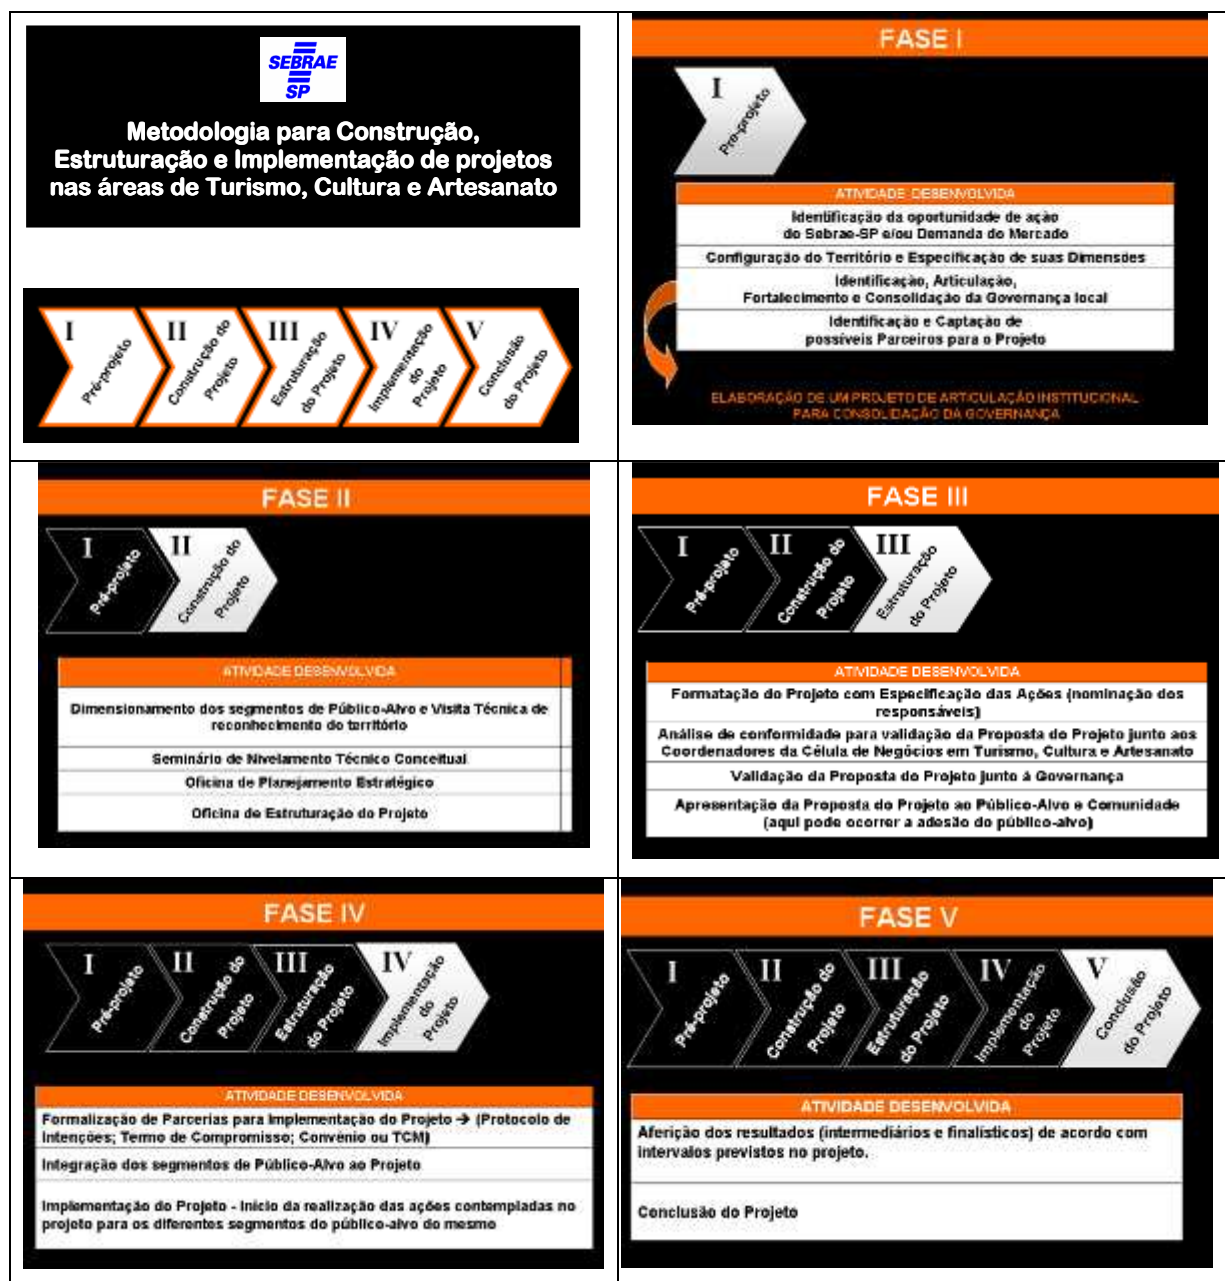 SEBRAE
SP
Metodologia para Construção,
Estruturação e Implementação de projetos
nas áreas de Turismo, Cultura e Artesanato
I
Pré-projeto
II
Construção do
Projeto
III
Estruturação
do Projeto
IV
Implementação
do
Projeto
V
Conclusão
do Projeto
FASE I
I
Pre-projeto
ATIVIDADE DESENVOLVIDA
Identificação da oportunidade de ação
do Sebrae-SP e/ou Demanda do Mercado
Configuração do Território e Especificação de suas Dimensões
Identificação, Articulação,
Fortalecimento e Consolidação da Governança local
Identificação e Captação de
possíveis Parceiros para o Projeto
ELABORAÇÃO DE UM PROJETO DE ARTICULAÇÃO INSTITUCIONAL
PARA CONSOLIDAÇÃO DA GOVERNANÇA
FASE II
I
Pré-projeto
II
Construção do
Projeto
ATIVIDADE DESENVOLVIDA
Dimensionamento dos segmentos de Público-Alvo e Visita Técnica de
reconhecimento do território
Seminário de Nivelamento Técnico Conceitual
Oficina de Planejamento Estratégico
Oficina de Estruturação do Projeto
FASE III
I
Pré-projeto
II
Construção do
Projeto
III
Estruturação
do Projeto
ATIVIDADE DESENVOLVIDA
Formatação do Projeto com Especificação das Ações (nominação dos
responsáveis)
Análise de conformidade para validação da Proposta do Projeto junto aos
Coordenadores da Célula de Negócios em Turismo, Cultura e Artesanato
Validação da Proposta do Projeto junto á Governança
Apresentação da Proposta do Projeto ao Público-Alvo e Comunidade
(aqui pode ocorrer a adesão do público-alvo)
FASE IV
I
Pré-projeto
II
Construção do
Projeto
III
Estruturação
do Projeto
IV
Implementação
do
Projeto
ATIVIDADE DESENVOLVIDA
Formalização de Parcerias para Implementação do Projeto → (Protocolo de
Intenções; Termo de Compromisso; Convênio ou TCM)
Integração dos segmentos de Público-Alvo ao Projeto
Implementação do Projeto - Início da realização das ações contempladas no
projeto para os diferentes segmentos do público-alvo do mesmo
FASE V
I
Pré-projeto
II
Construção do
Projeto
III
Estruturação
do Projeto
IV
Implementação
do
Projeto
V
Conclusão
do Projeto
ATIVIDADE DESENVOLVIDA
Aferição dos resultados (intermediários e finalísticos) de acordo com
intervalos previstos no projeto.
Conclusão do Projeto